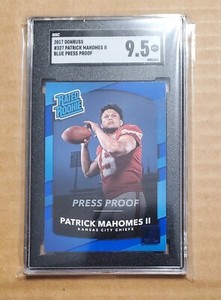 SGC
2017 DONRUSS
#327 PATRICK MAHOMES II
BLUE PRESS PROOF
9.5
RATED
ROOKIE
PRESS PROOF
PATRICK MAHOMES II
KANSAS CITY CHIEFS